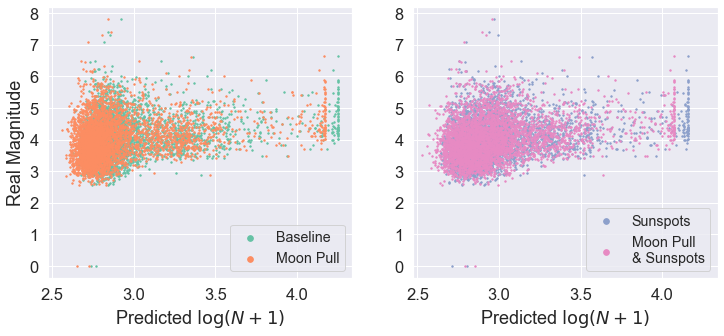 8
7
6
5
4
3
2
1
0
Real Magnitude
2.5 3.0 3.5 4.0
Predicted log(N + 1)
Baseline
Moon Pull
8
7
6
5
4
3
2
1
0
2.5 3.0 3.5 4.0
Predicted log(N + 1)
Sunspots
Moon Pull
& Sunspots